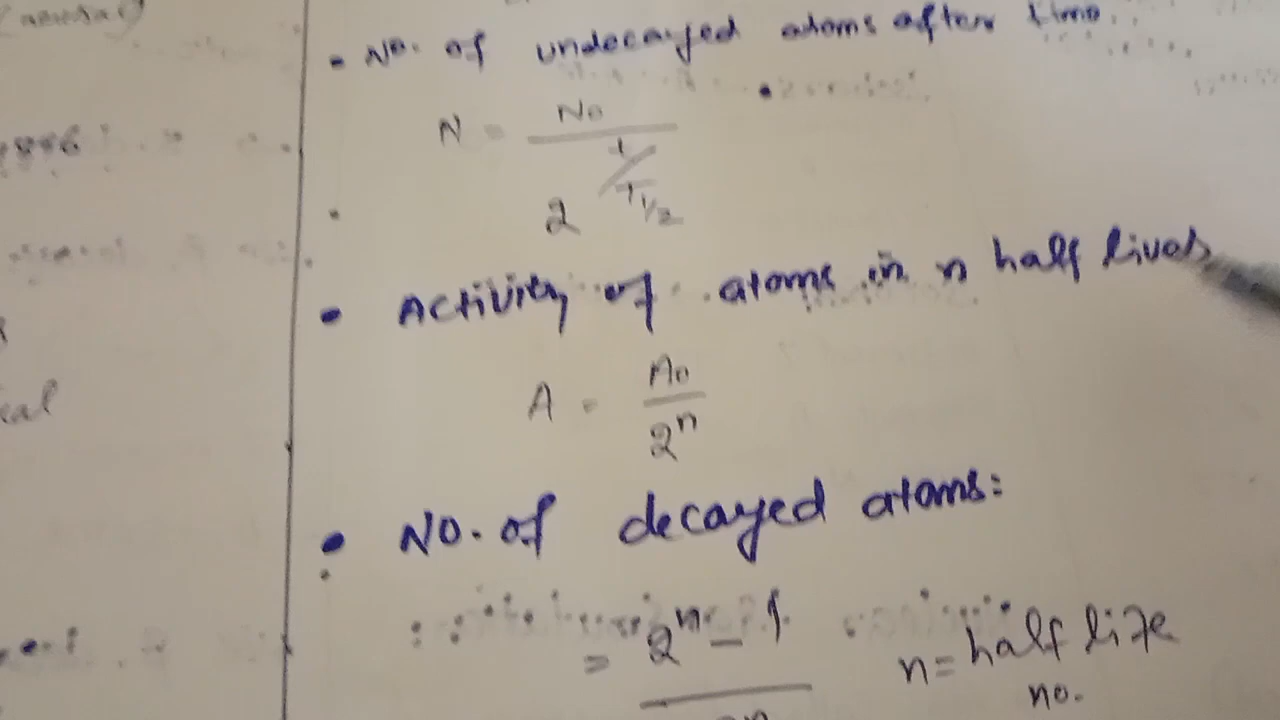 • No. of undecayed atoms after time
N = No
2 t/T1/2
886
• Activity of atoms in n half lives
A = Ao
2^n
• NO. of decayed atoms:
= 2^n - 1
n = half life
no.